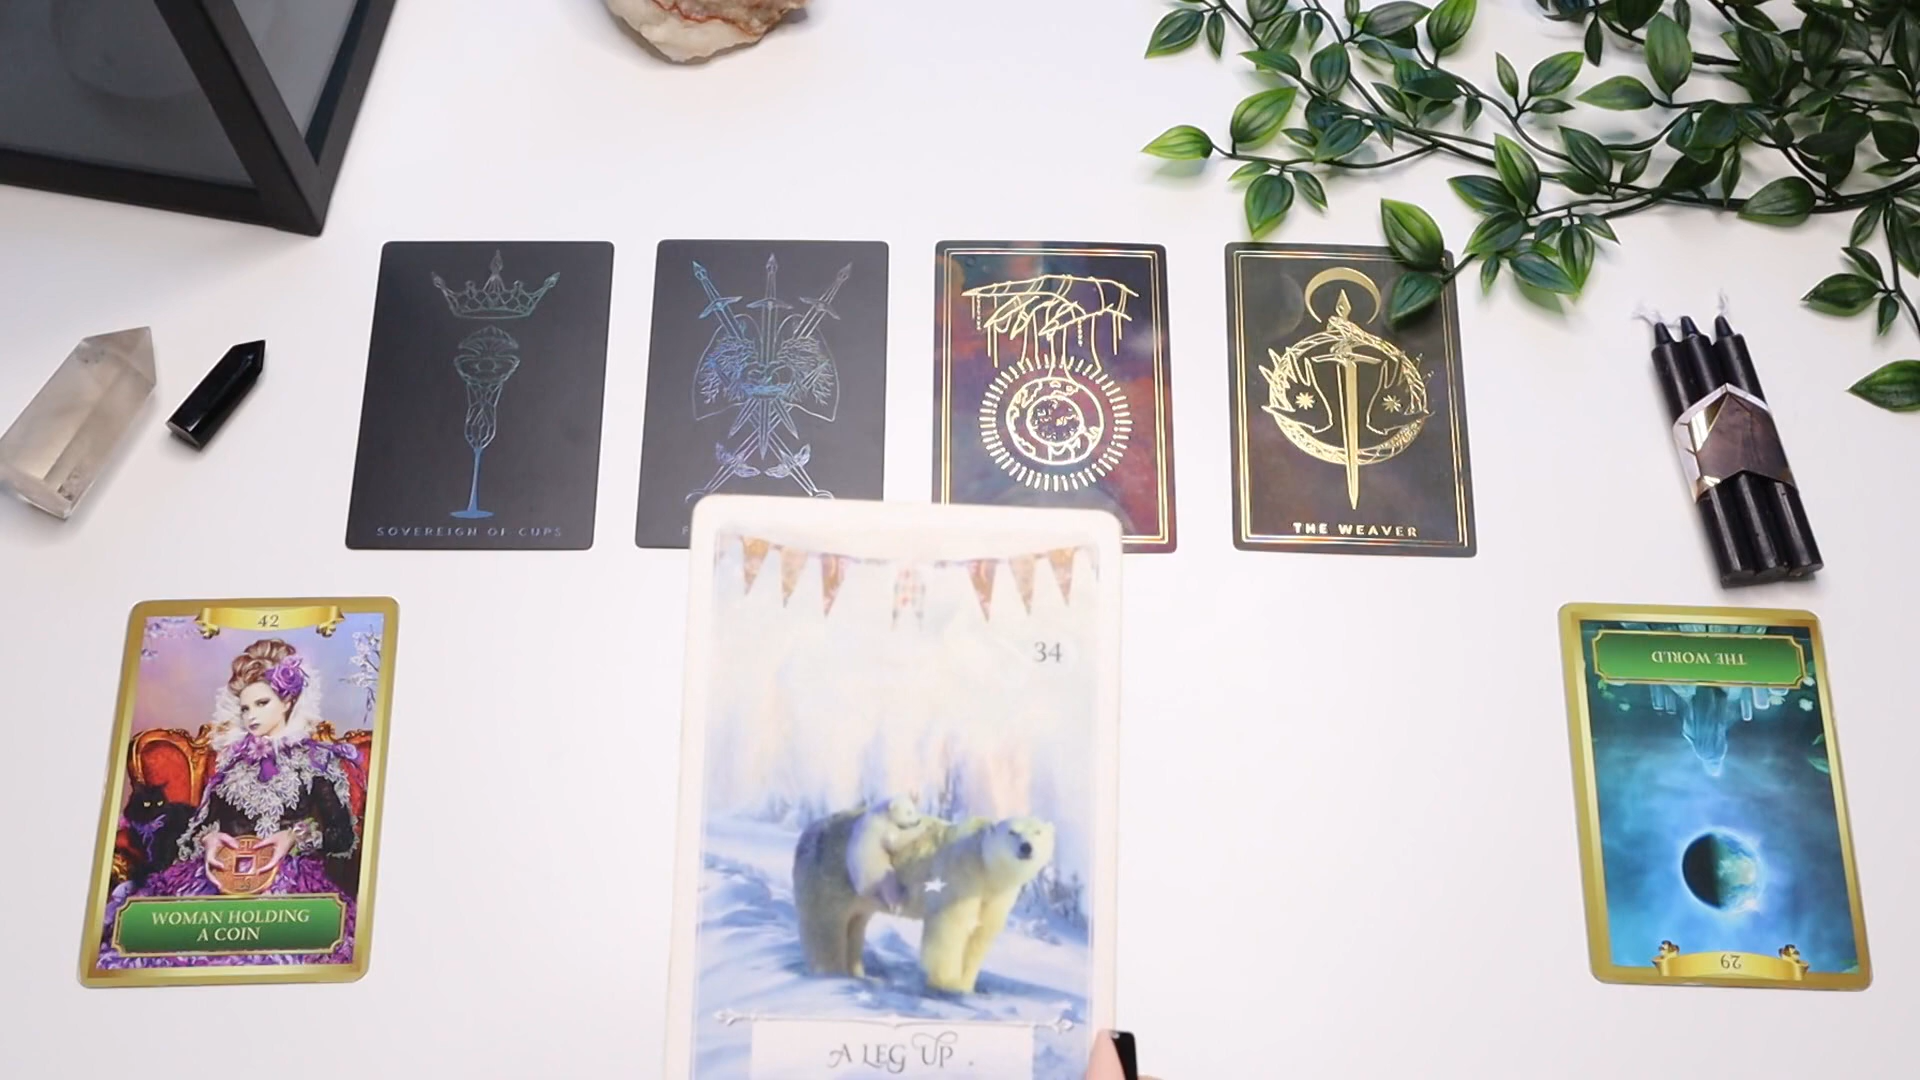 SOVEREIGN OF CUPS
F
THE WEAVER
42
WOMAN HOLDING
A COIN
34
A LEG UP
THE WORLD
29